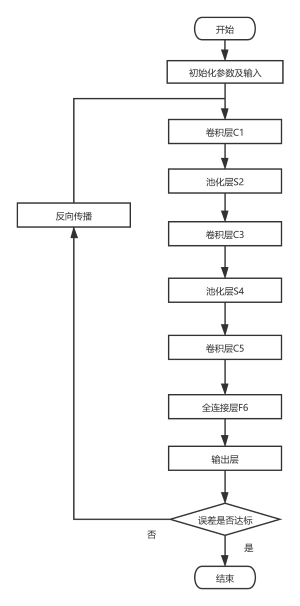 开始
初始化参数及输入
卷积层C1
池化层S2
反向传播
卷积层C3
池化层S4
卷积层C5
全连接层F6
输出层
误差是否达标
否
是
结束